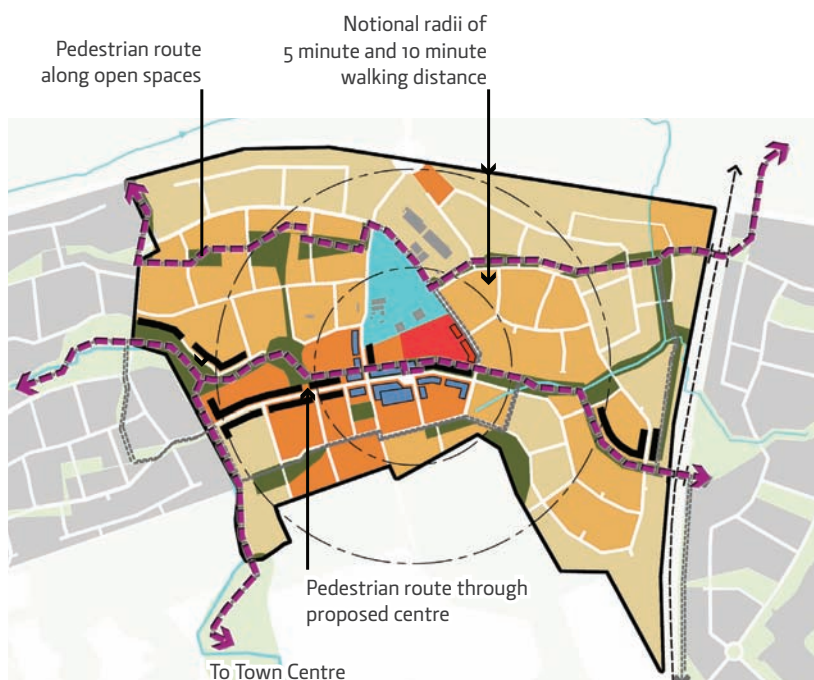 Pedestrian route
along open spaces
Notional radii of
5 minute and 10 minute
walking distance
Pedestrian route through
proposed centre
To Town Centre